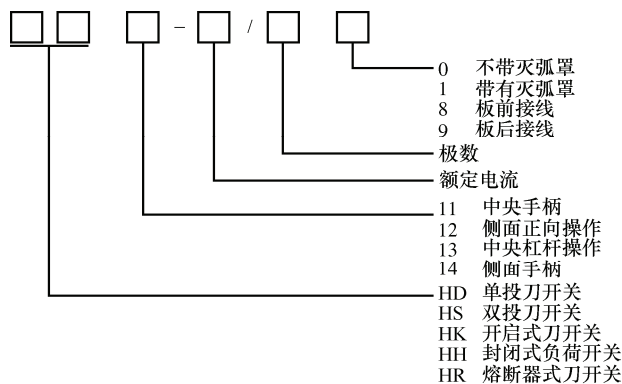 – /
0 不带灭弧罩
1 带有灭弧罩
8 板前接线
9 板后接线
极数
额定电流
11 中央手柄
12 侧面正向操作
13 中央杠杆操作
14 侧面手柄
HD 单投刀开关
HS 双投刀开关
HK 开启式刀开关
HH 封闭式负荷开关
HR 熔断器式刀开关